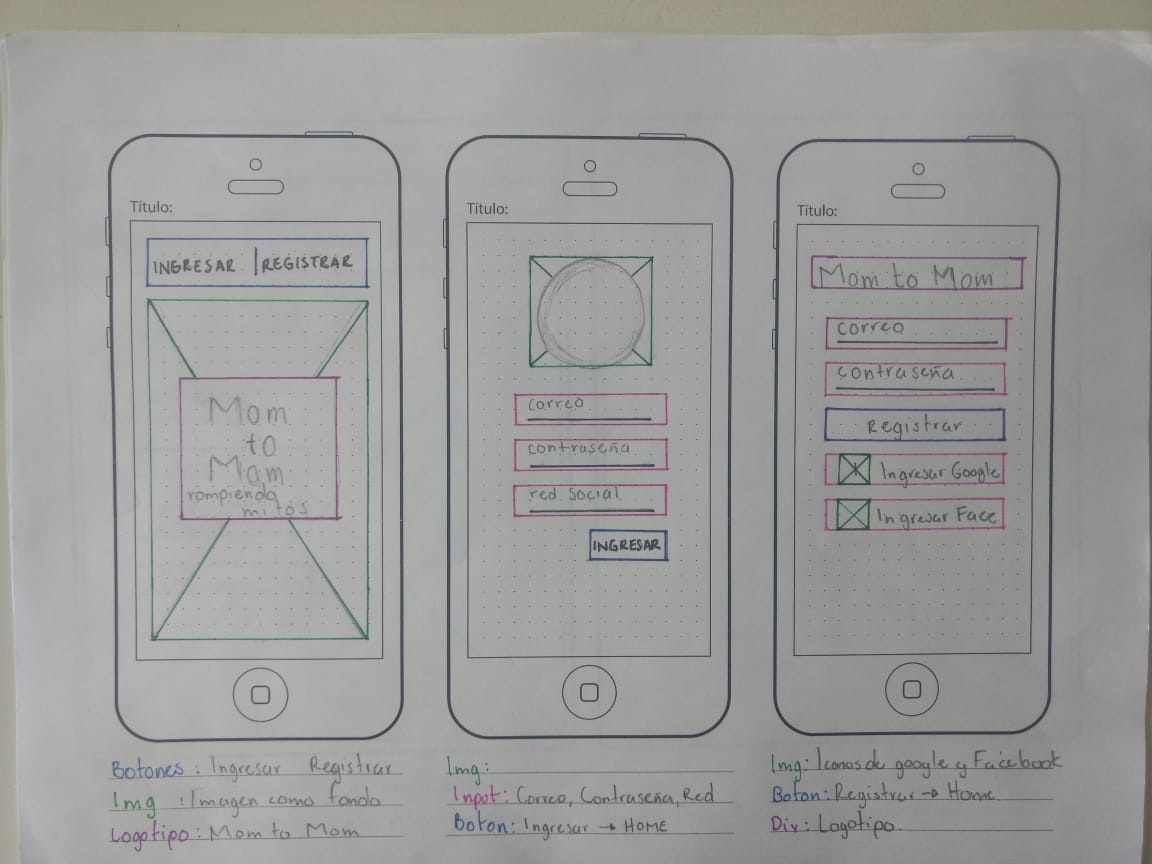 Título:
INGRESAR | REGISTRAR
Mom
to
Mam
rompiendo
mitos
Botones : Ingresar Registrar
Img : Imagen como fondo
Logotipo : Mom to Mom
Título:
correo
contraseña
red. Social
INGRESAR
Img:
Input: Correo, Contraseña, Red
Boton: Ingresar → HOME
Título:
Mom to Mom
correo
contraseña
Registrar
Ingresar Google
Ingresar Face
Img: Iconos de google y Facebook
Boton: Registrar → Home
Div: Logotipo.